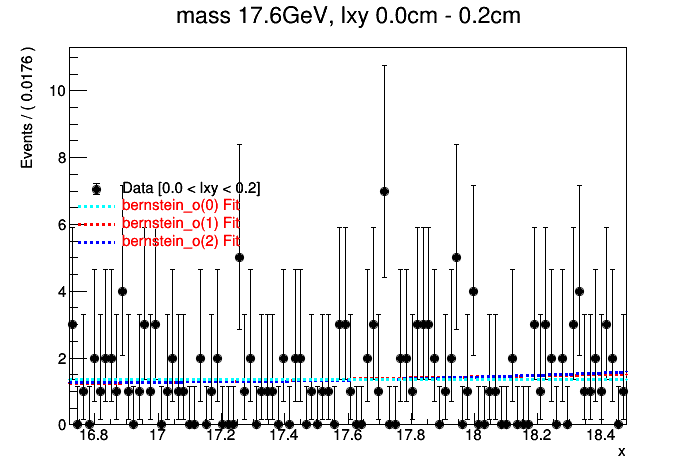 mass 17.6GeV, lxy 0.0cm - 0.2cm
Events / ( 0.0176 )
10
8
6
4
2
0
Data [0.0 < lxy < 0.2]
bernstein_o(0) Fit
bernstein_o(1) Fit
bernstein_o(2) Fit
16.8 17 17.2 17.4 17.6 17.8 18 18.2 18.4
x